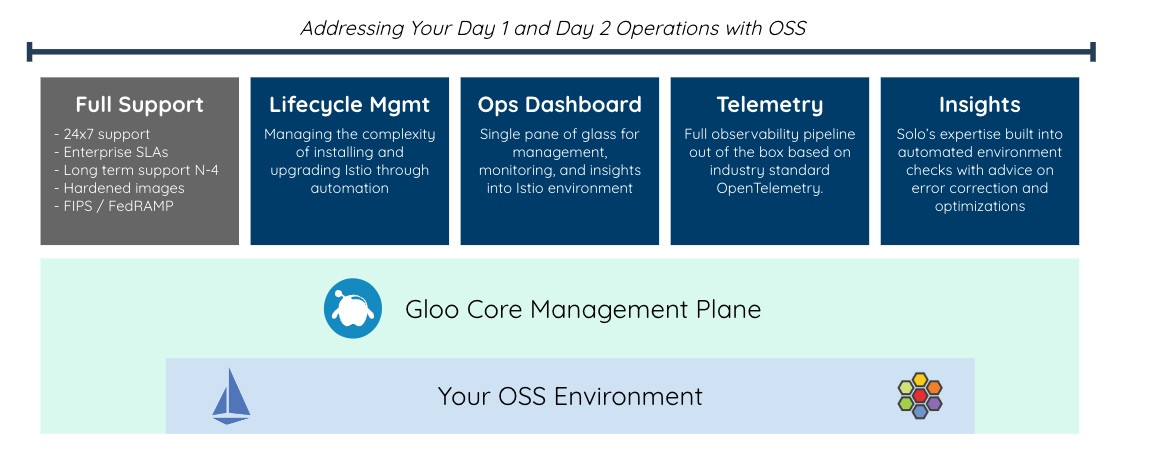 Addressing Your Day 1 and Day 2 Operations with OSS
Full Support
- 24x7 support
- Enterprise SLAs
- Long term support N-4
- Hardened images
- FIPS / FedRAMP
Lifecycle Mgmt
Managing the complexity
of installing and
upgrading Istio through
automation
Ops Dashboard
Single pane of glass for
management,
monitoring, and insights
into Istio environment
Telemetry
Full observability pipeline
out of the box based on
industry standard
OpenTelemetry.
Insights
Solo's expertise built into
automated environment
checks with advice on
error correction and
optimizations
Gloo Core Management Plane
Your OSS Environment